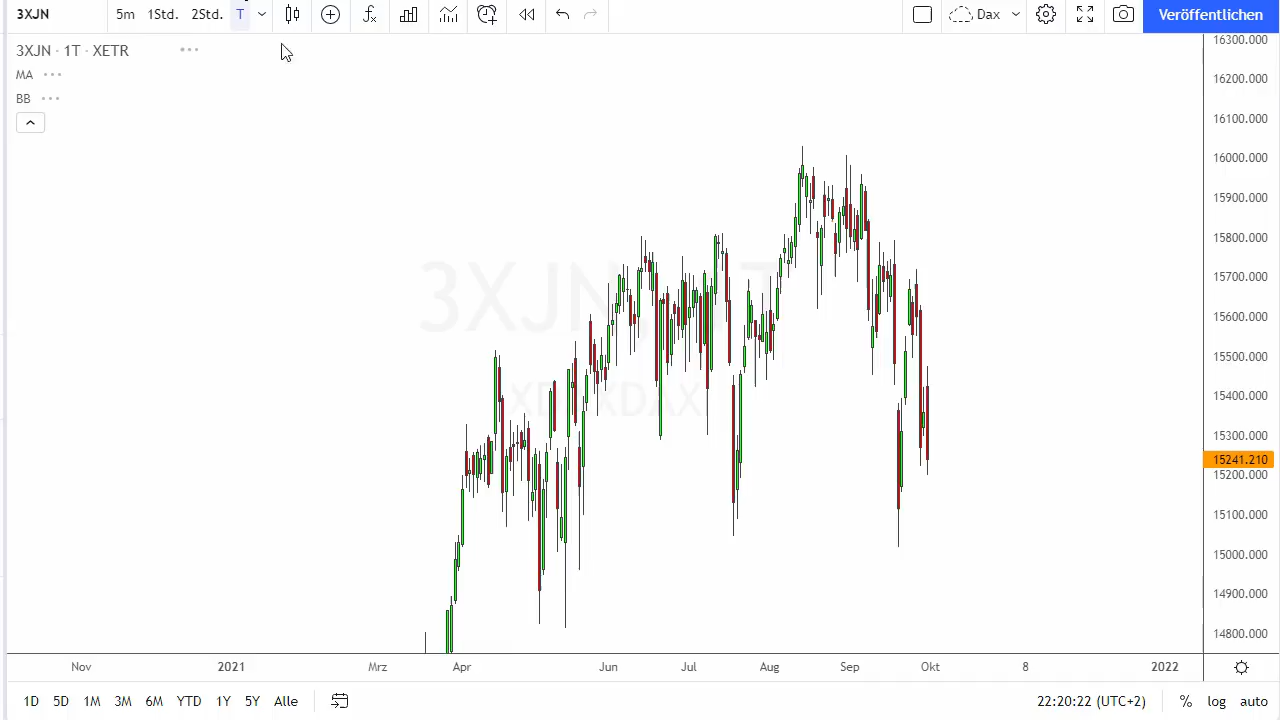 3XJN 5m 1Std. 2Std. T Dax Veröffentlichen
3XJN · 1T · XETR
MA
BB
16300.000
16200.000
16100.000
16000.000
15900.000
15800.000
15700.000
15600.000
15500.000
15400.000
15300.000
15241.210
15200.000
15100.000
15000.000
14900.000
14800.000
Nov 2021 Mrz Apr Jun Jul Aug Sep Okt 8 2022
1D 5D 1M 3M 6M YTD 1Y 5Y Alle 22:20:22 (UTC+2) % log auto